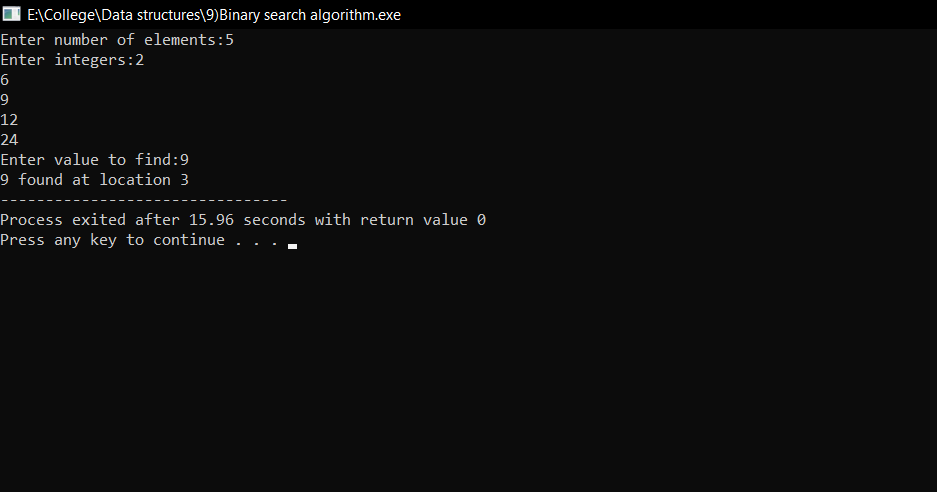 E:\College\Data structures\9)Binary search algorithm.exe
Enter number of elements:5
Enter integers:2
6
9
12
24
Enter value to find:9
9 found at location 3
--------------------------------
Process exited after 15.96 seconds with return value 0
Press any key to continue . . .